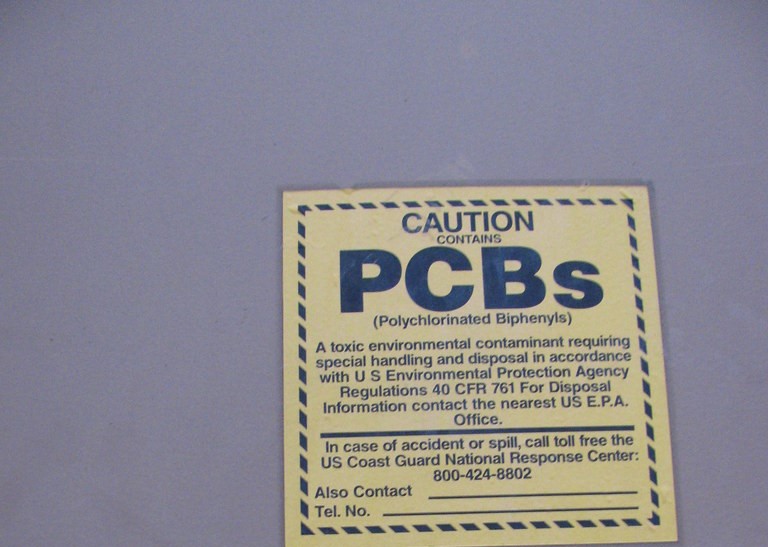 CAUTION
CONTAINS
PCBs
(Polychlorinated Biphenyls)
A toxic environmental contaminant requiring
special handling and disposal in accordance
with U S Environmental Protection Agency
Regulations 40 CFR 761 For Disposal
Information contact the nearest US E.P.A.
Office.
In case of accident or spill, call toll free the
US Coast Guard National Response Center:
800-424-8802
Also Contact
Tel. No.